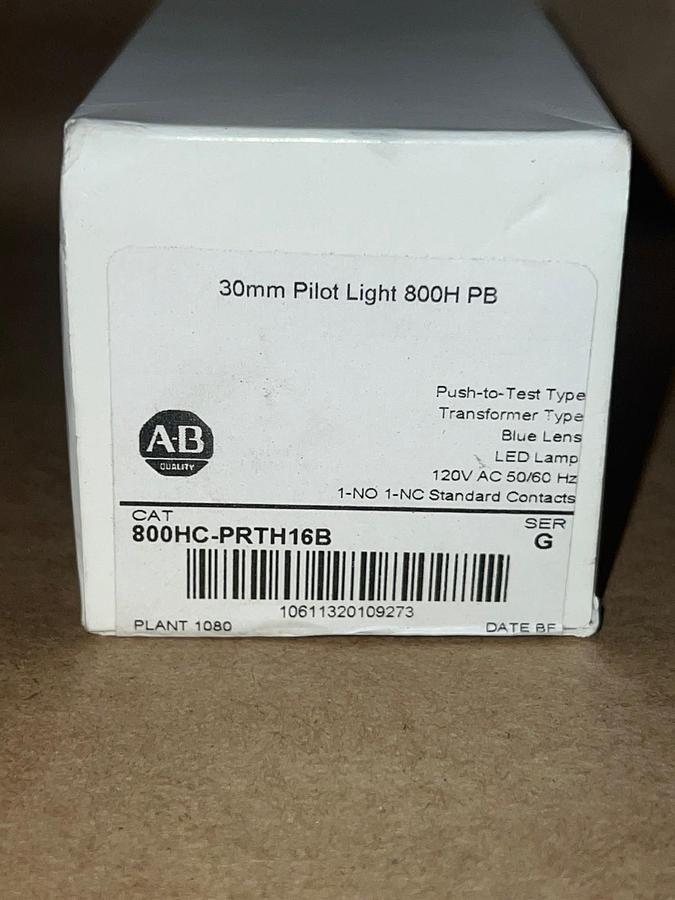 30mm Pilot Light 800H PB
Push-to-Test Type
Transformer Type
Blue Lens
LED Lamp
120V AC 50/60 Hz
1-NO 1-NC Standard Contacts
A-B
QUALITY
CAT
SER
800HC-PRTH16B
G
10611320109273
PLANT 1080
DATE BF